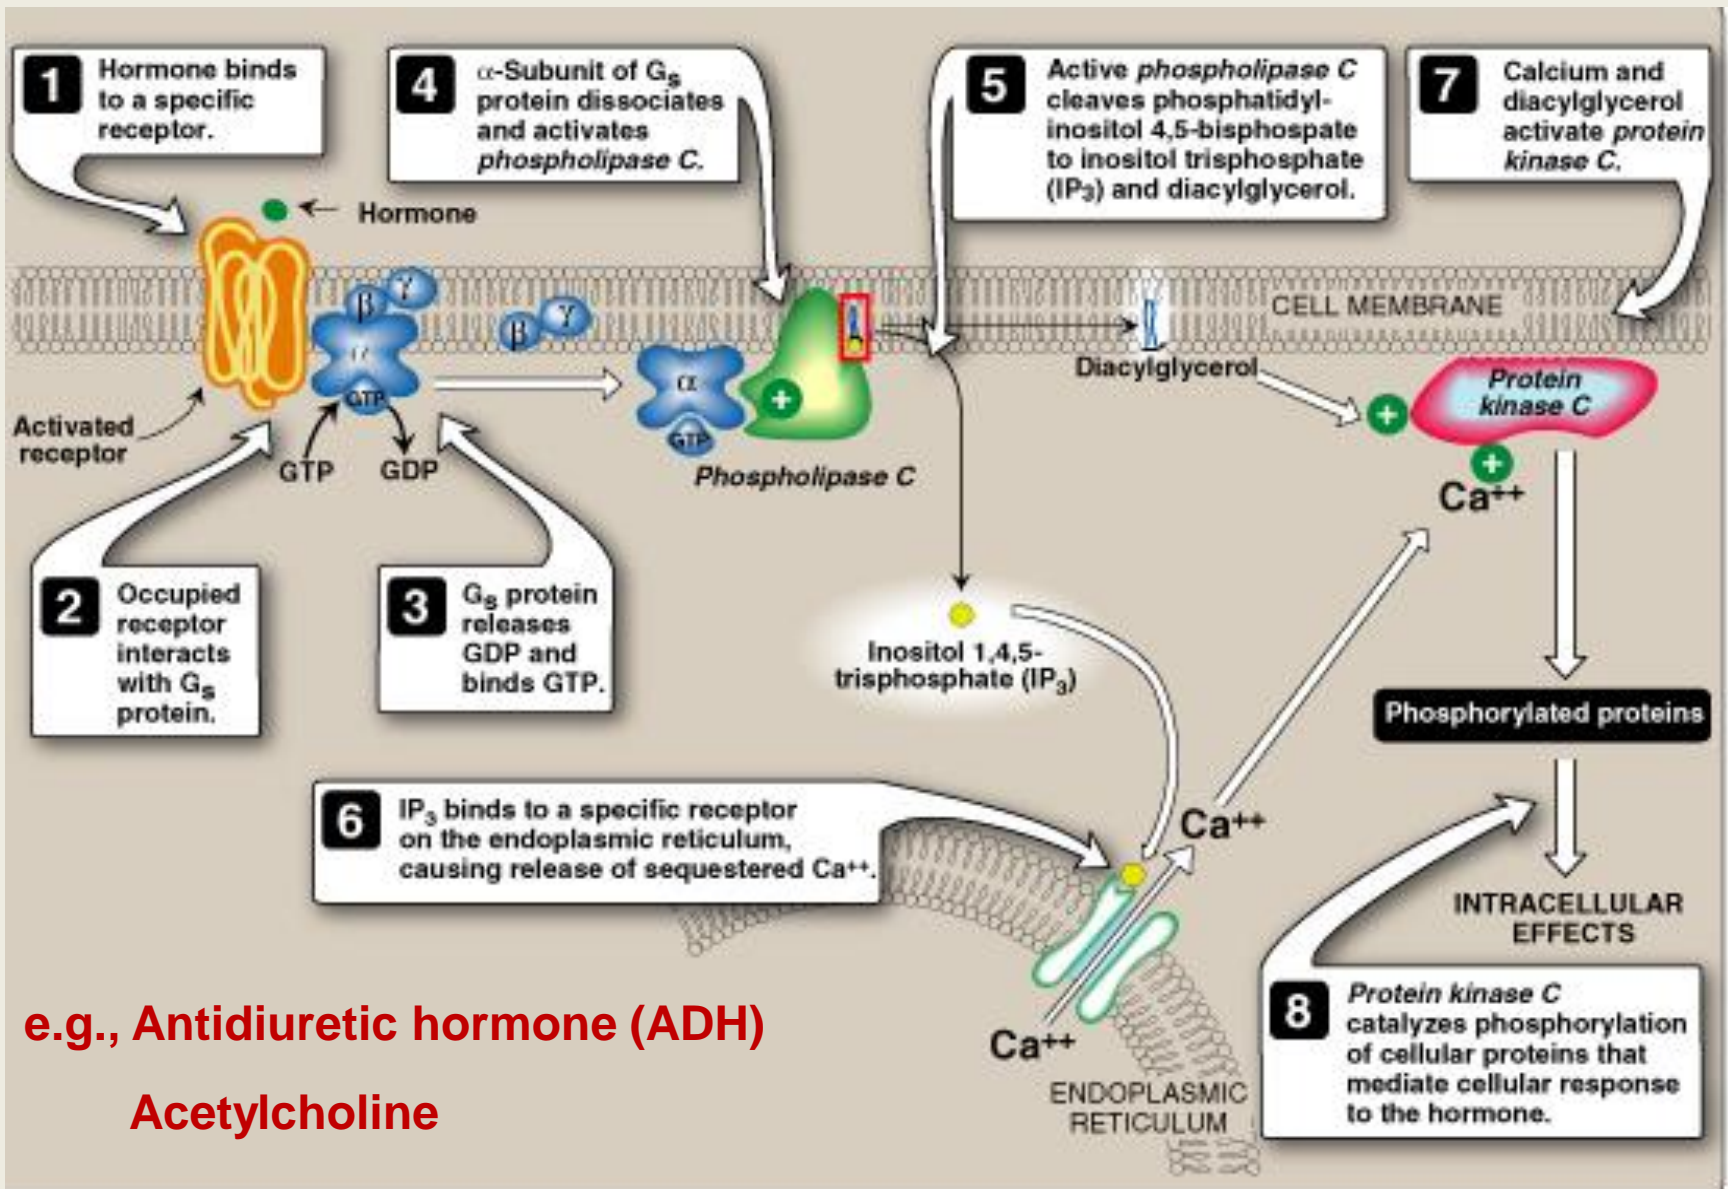 1
Hormone binds
to a specific
receptor.
4
α-Subunit of Gs
protein dissociates
and activates
phospholipase C.
5
Active phospholipase C
cleaves phosphatidyl-
inositol 4,5-bisphospate
to inositol trisphosphate
(IP3) and diacylglycerol.
7
Calcium and
diacylglycerol
activate protein
kinase C.
Hormone
β
γ
α
GTP
β
γ
α
GTP
+
CELL MEMBRANE
Diacylglycerol
+
Protein
kinase C
+
Ca++
Activated
receptor
GTP
GDP
Phospholipase C
2
Occupied
receptor
interacts
with Gs
protein.
3
Gs protein
releases
GDP and
binds GTP.
Inositol 1,4,5-
trisphosphate (IP3)
Phosphorylated proteins
6
IP3 binds to a specific receptor
on the endoplasmic reticulum,
causing release of sequestered Ca++.
Ca++
INTRACELLULAR
EFFECTS
8
Protein kinase C
catalyzes phosphorylation
of cellular proteins that
mediate cellular response
to the hormone.
Ca++
ENDOPLASMIC
RETICULUM
e.g., Antidiuretic hormone (ADH)
Acetylcholine